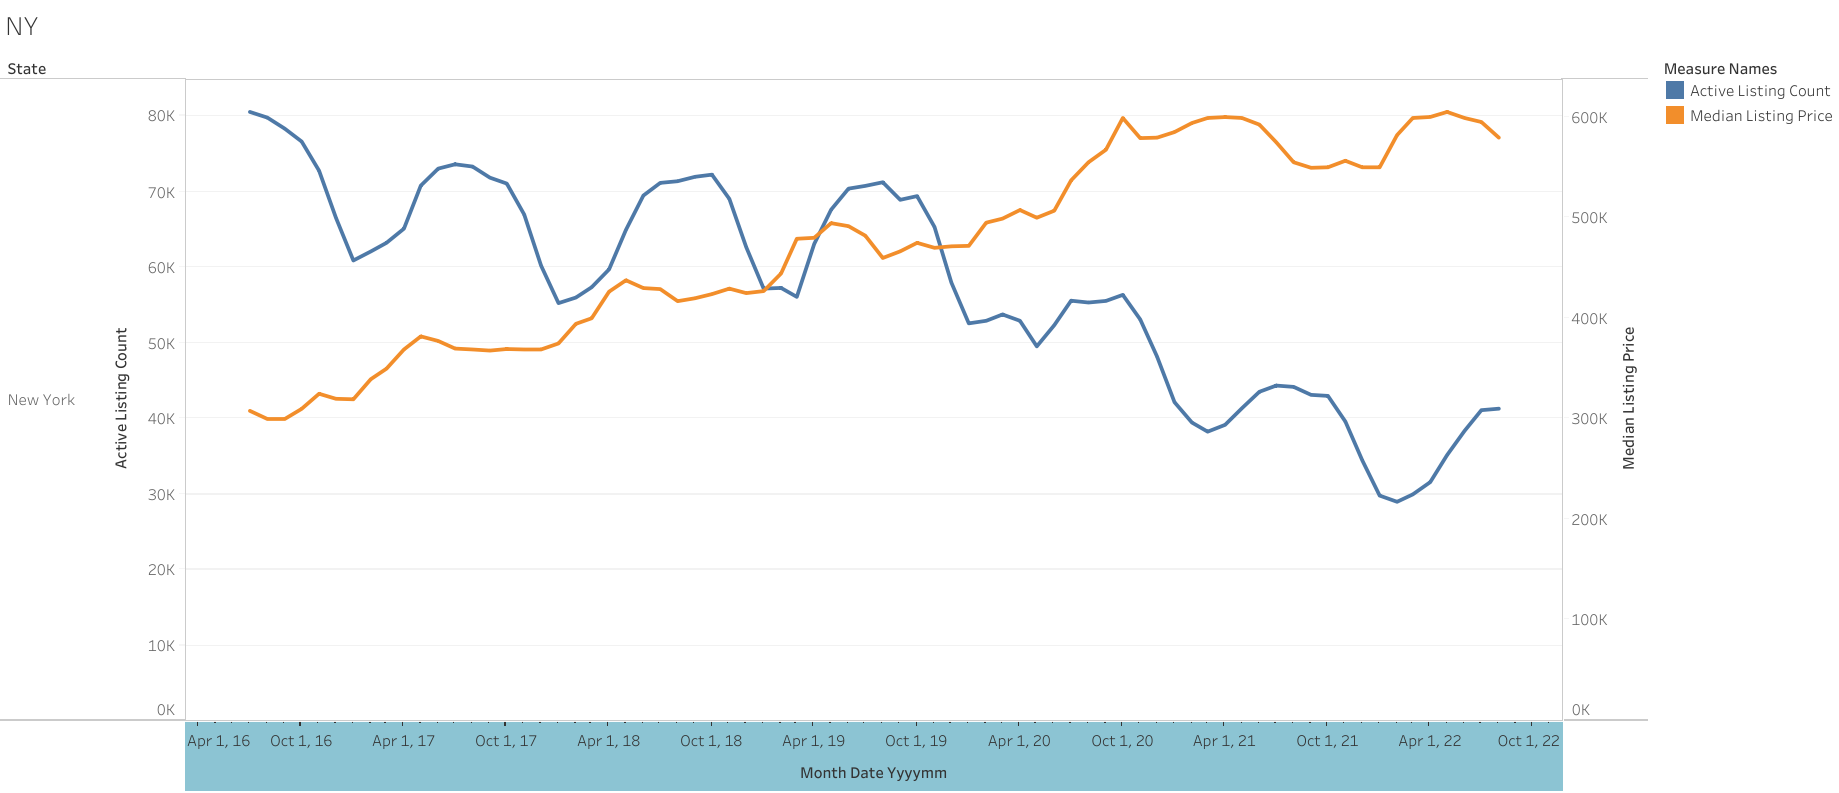 NY
State
Measure Names
Active Listing Count
Median Listing Price
New York
Active Listing Count
80K
70K
60K
50K
40K
30K
20K
10K
0K
600K
500K
400K
300K
200K
100K
0K
Median Listing Price
Apr 1, 16 Oct 1, 16 Apr 1, 17 Oct 1, 17 Apr 1, 18 Oct 1, 18 Apr 1, 19 Oct 1, 19 Apr 1, 20 Oct 1, 20 Apr 1, 21 Oct 1, 21 Apr 1, 22 Oct 1, 22
Month Date Yyyymm